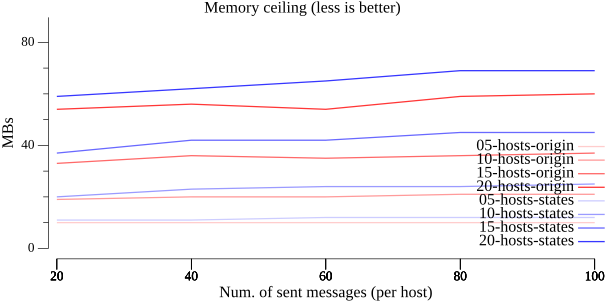 Memory ceiling (less is better)
80
40
0
MBs
05-hosts-origin
10-hosts-origin
15-hosts-origin
20-hosts-origin
05-hosts-states
10-hosts-states
15-hosts-states
20-hosts-states
20 40 60 80 100
Num. of sent messages (per host)